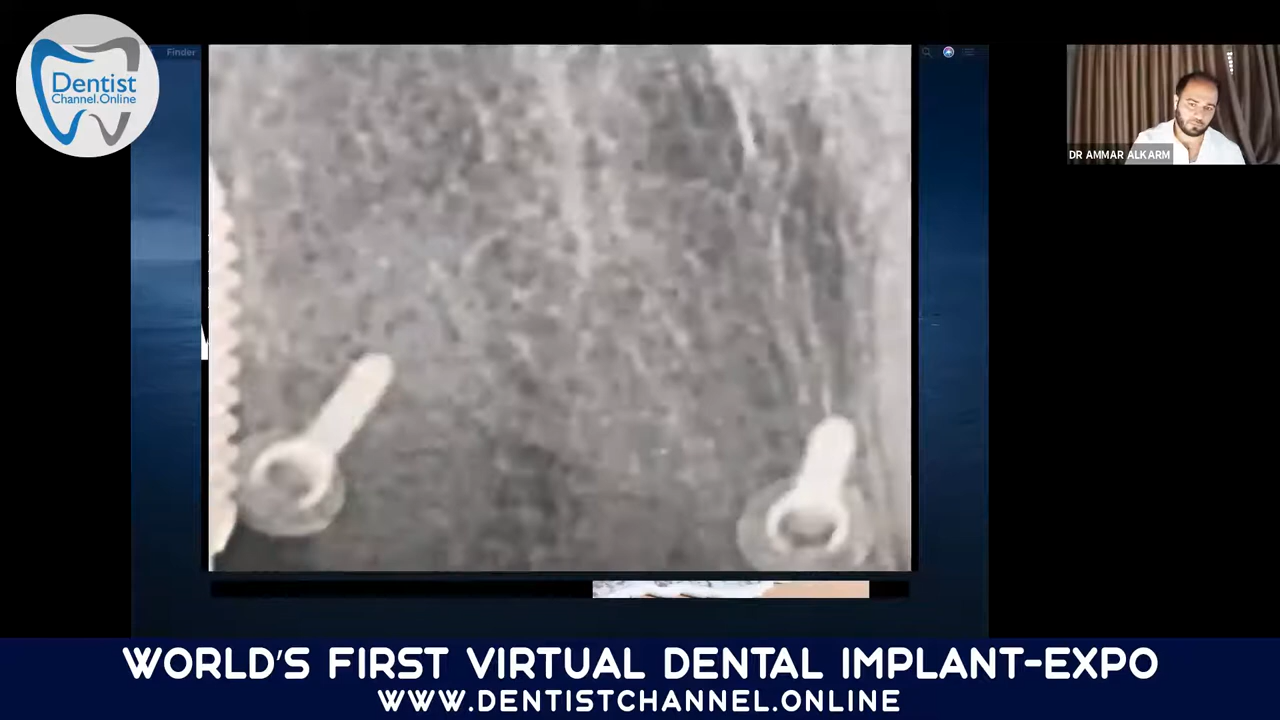 Dentist
Channel.Online
Finder
DR AMMAR ALKARM
WORLD'S FIRST VIRTUAL DENTAL IMPLANT-EXPO
WWW.DENTISTCHANNEL.ONLINE